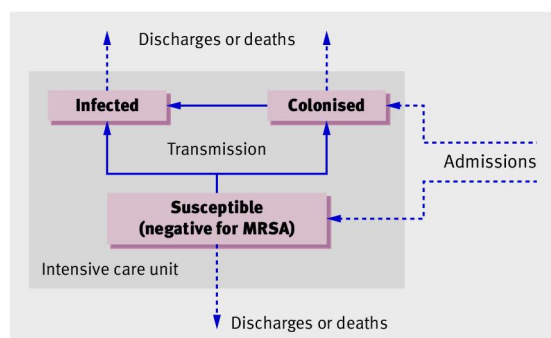 Discharges or deaths
Infected
Colonised
Transmission
Admissions
Susceptible
(negative for MRSA)
Intensive care unit
Discharges or deaths